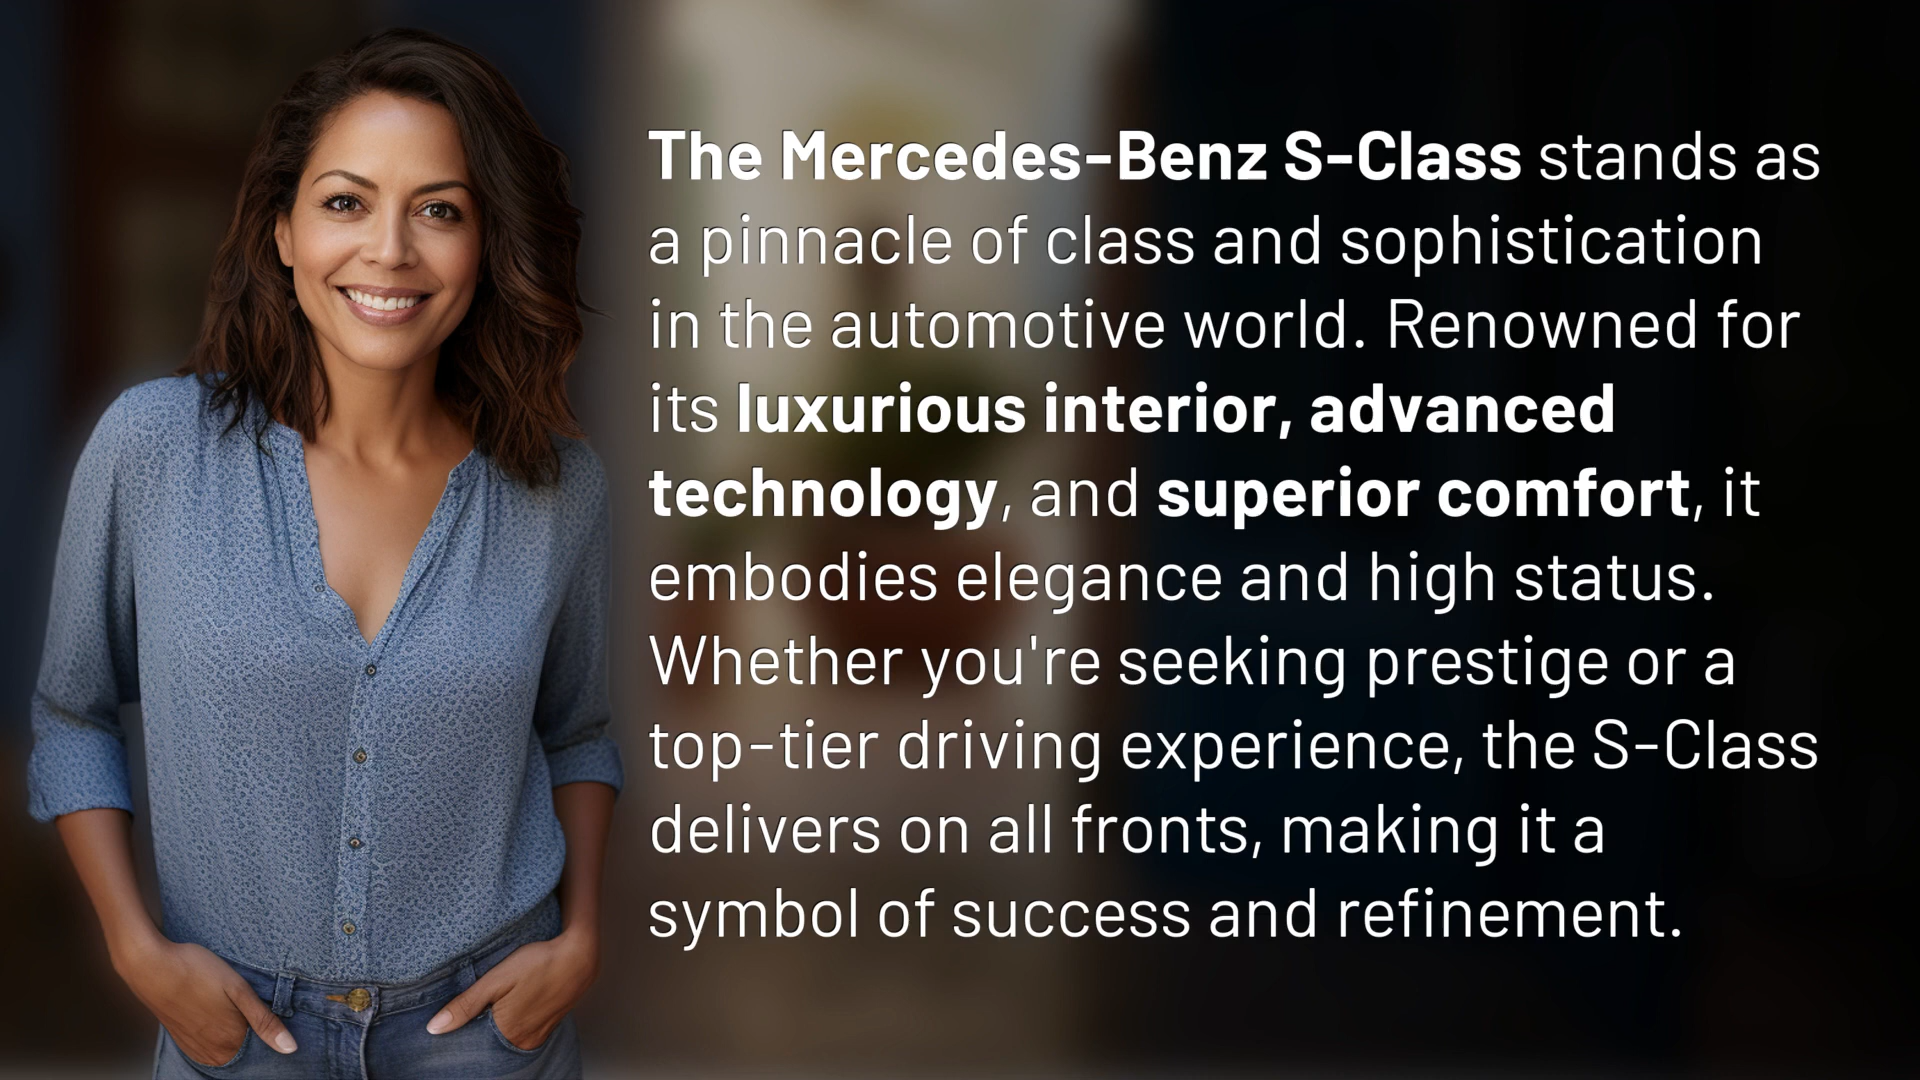 The Mercedes-Benz S-Class stands as
a pinnacle of class and sophistication
in the automotive world. Renowned for
its luxurious interior, advanced
technology, and superior comfort, it
embodies elegance and high status.
Whether you're seeking prestige or a
top-tier driving experience, the S-Class
delivers on all fronts, making it a
symbol of success and refinement.